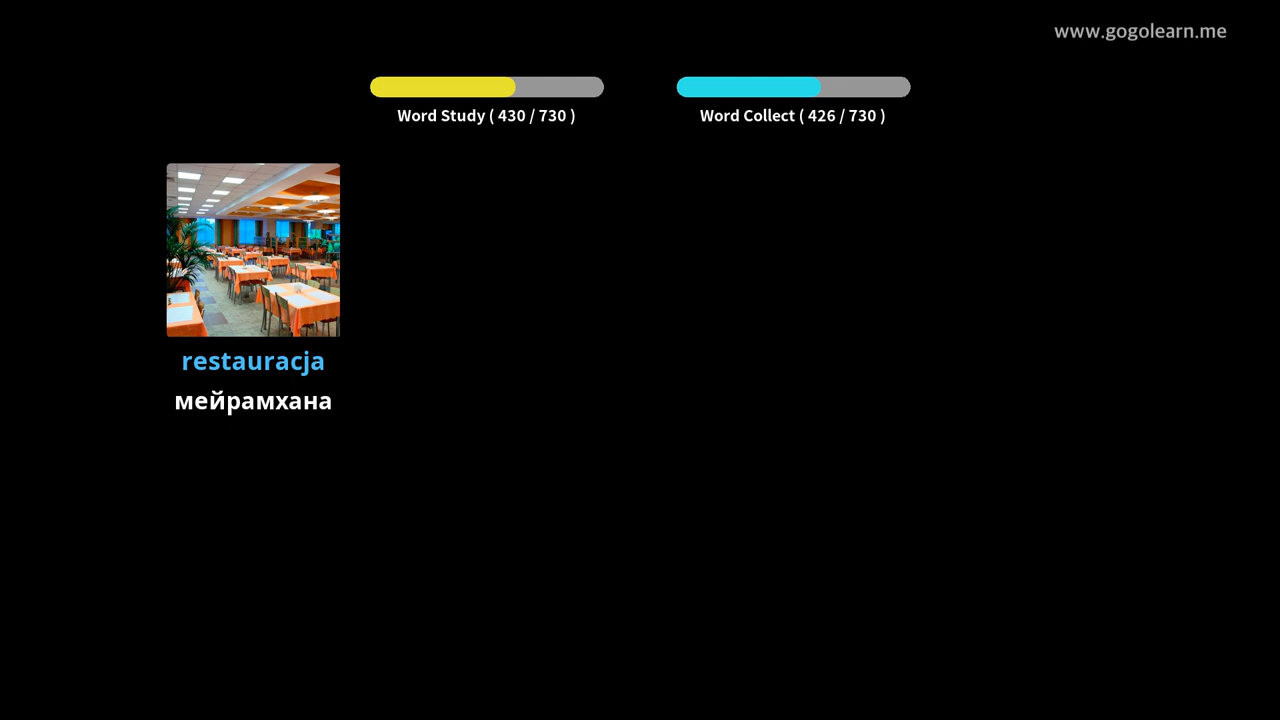 www.gogolearn.me
Word Study ( 430 / 730 )
Word Collect ( 426 / 730 )
restauracja
мейрамхана